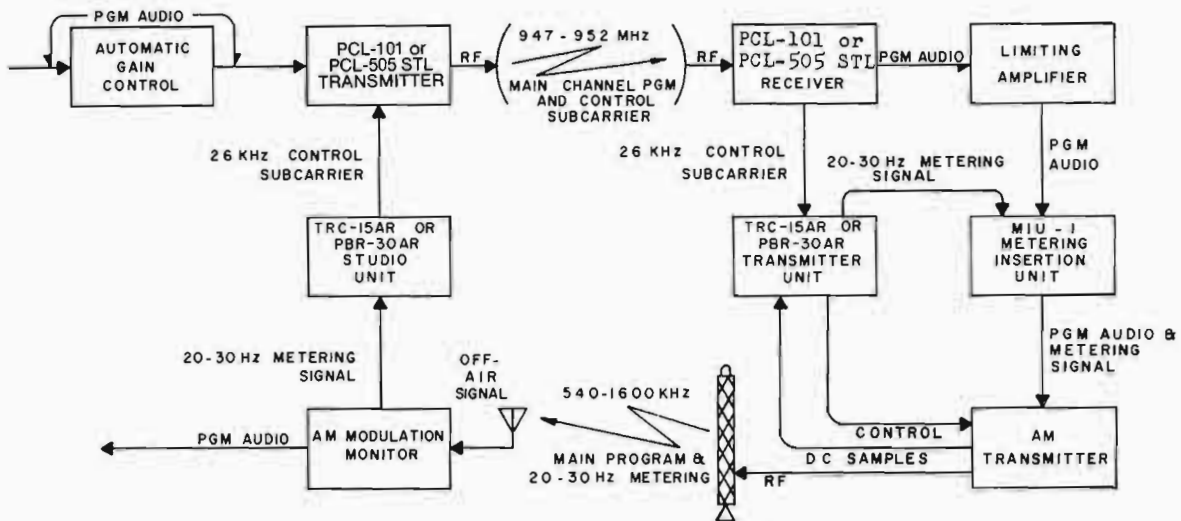 PGM AUDIO
AUTOMATIC
GAIN
CONTROL
PCL-101 or
PCL-505 STL
TRANSMITTER
RF
947-952 MHz
MAIN CHANNEL PGM
AND CONTROL
SUBCARRIER
RF
PCL-101 or
PCL-505 STL
RECEIVER
PGM AUDIO
LIMITING
AMPLIFIER
26 KHz CONTROL
SUBCARRIER
26 KHz CONTROL
SUBCARRIER
20-30 Hz METERING
SIGNAL
PGM
AUDIO
TRC-15AR OR
PBR-30AR
STUDIO
UNIT
TRC-15AR OR
PBR-30AR
TRANSMITTER
UNIT
MIU-1
METERING
INSERTION
UNIT
20-30 Hz METERING
SIGNAL
OFF-
AIR
SIGNAL
540-1600 KHz
PGM AUDIO &
METERING
SIGNAL
PGM AUDIO
AM MODULATION
MONITOR
MAIN PROGRAM &
20-30 Hz METERING
CONTROL
DC SAMPLES
RF
AM
TRANSMITTER